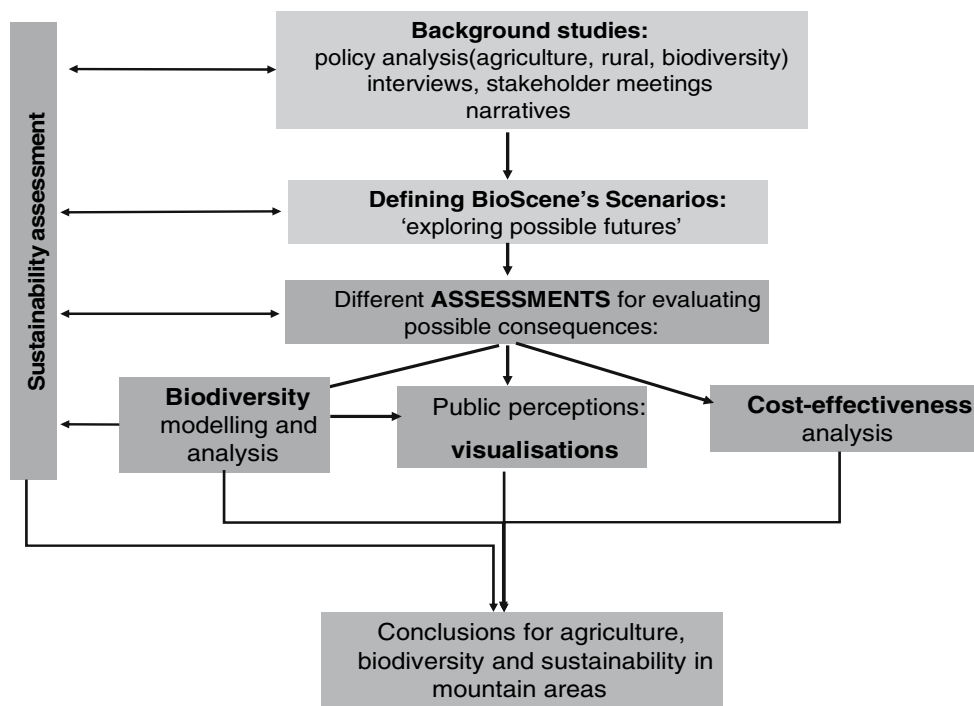 Sustainability assessment
Background studies:
policy analysis(agriculture, rural, biodiversity)
interviews, stakeholder meetings
narratives
Defining BioScene's Scenarios:
‘exploring possible futures’
Different ASSESSMENTS for evaluating
possible consequences:
Biodiversity
modelling and
analysis
Public perceptions:
visualisations
Cost-effectiveness
analysis
Conclusions for agriculture,
biodiversity and sustainability in
mountain areas